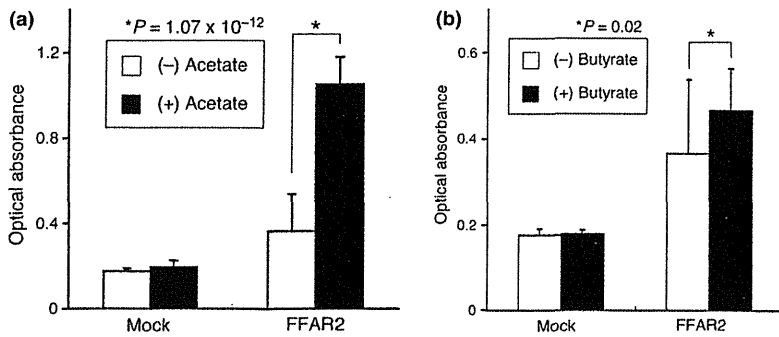 (a)
*P = 1.07 x 10⁻¹²
*
(–) Acetate
(+) Acetate
Optical absorbance
1.2
1.0
0.4
0
Mock
FFAR2
(b)
*P = 0.02
*
(–) Butyrate
(+) Butyrate
Optical absorbance
0.6
0.4
0.2
0
Mock
FFAR2